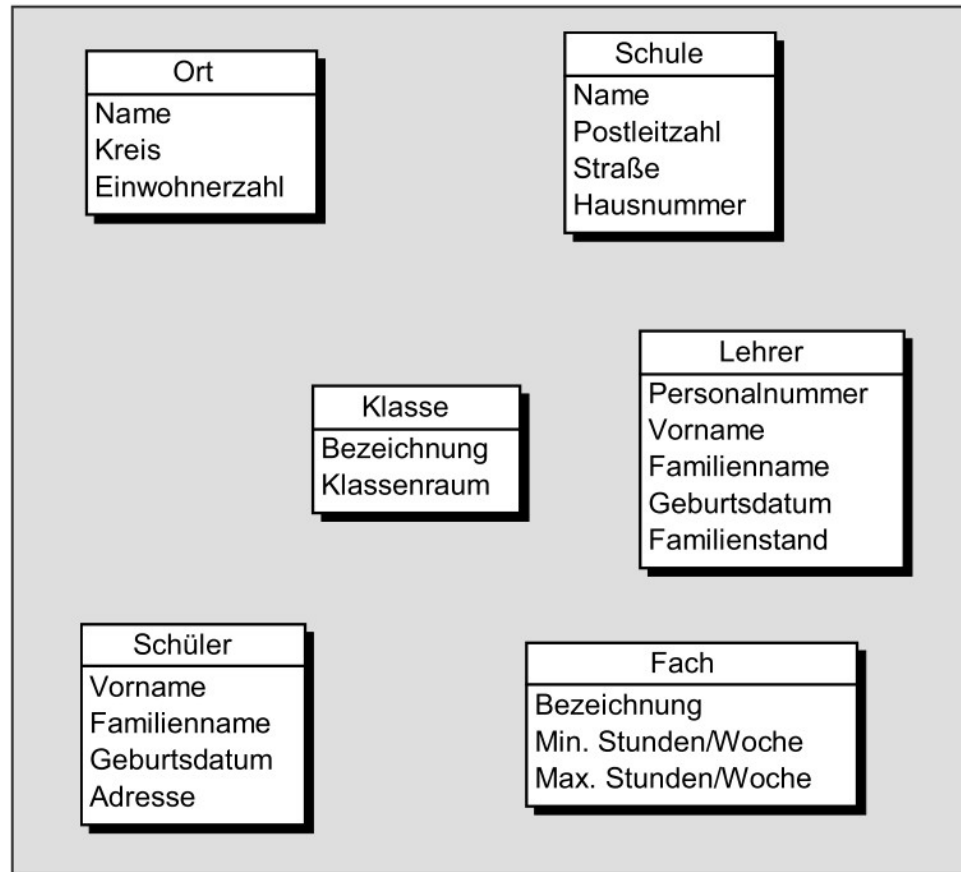 Ort
Name
Kreis
Einwohnerzahl
Schule
Name
Postleitzahl
Straße
Hausnummer
Klasse
Bezeichnung
Klassenraum
Lehrer
Personalnummer
Vorname
Familienname
Geburtsdatum
Familienstand
Schüler
Vorname
Familienname
Geburtsdatum
Adresse
Fach
Bezeichnung
Min. Stunden/Woche
Max. Stunden/Woche